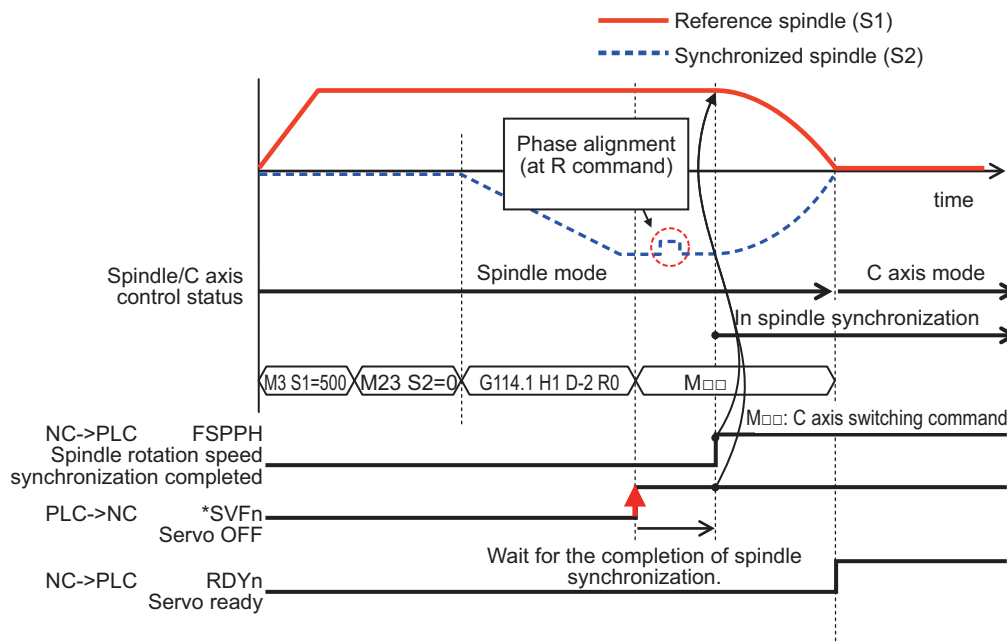 Reference spindle (S1)
Synchronized spindle (S2)
Phase alignment
(at R command)
time
Spindle/C axis
control status
Spindle mode
C axis mode
In spindle synchronization
M3 S1=500
M23 S2=0
G114.1 H1 D-2 R0
M□□
M□□: C axis switching command
NC->PLC FSPPH
Spindle rotation speed
synchronization completed
PLC->NC *SVFn
Servo OFF
Wait for the completion of spindle
synchronization.
NC->PLC RDYn
Servo ready